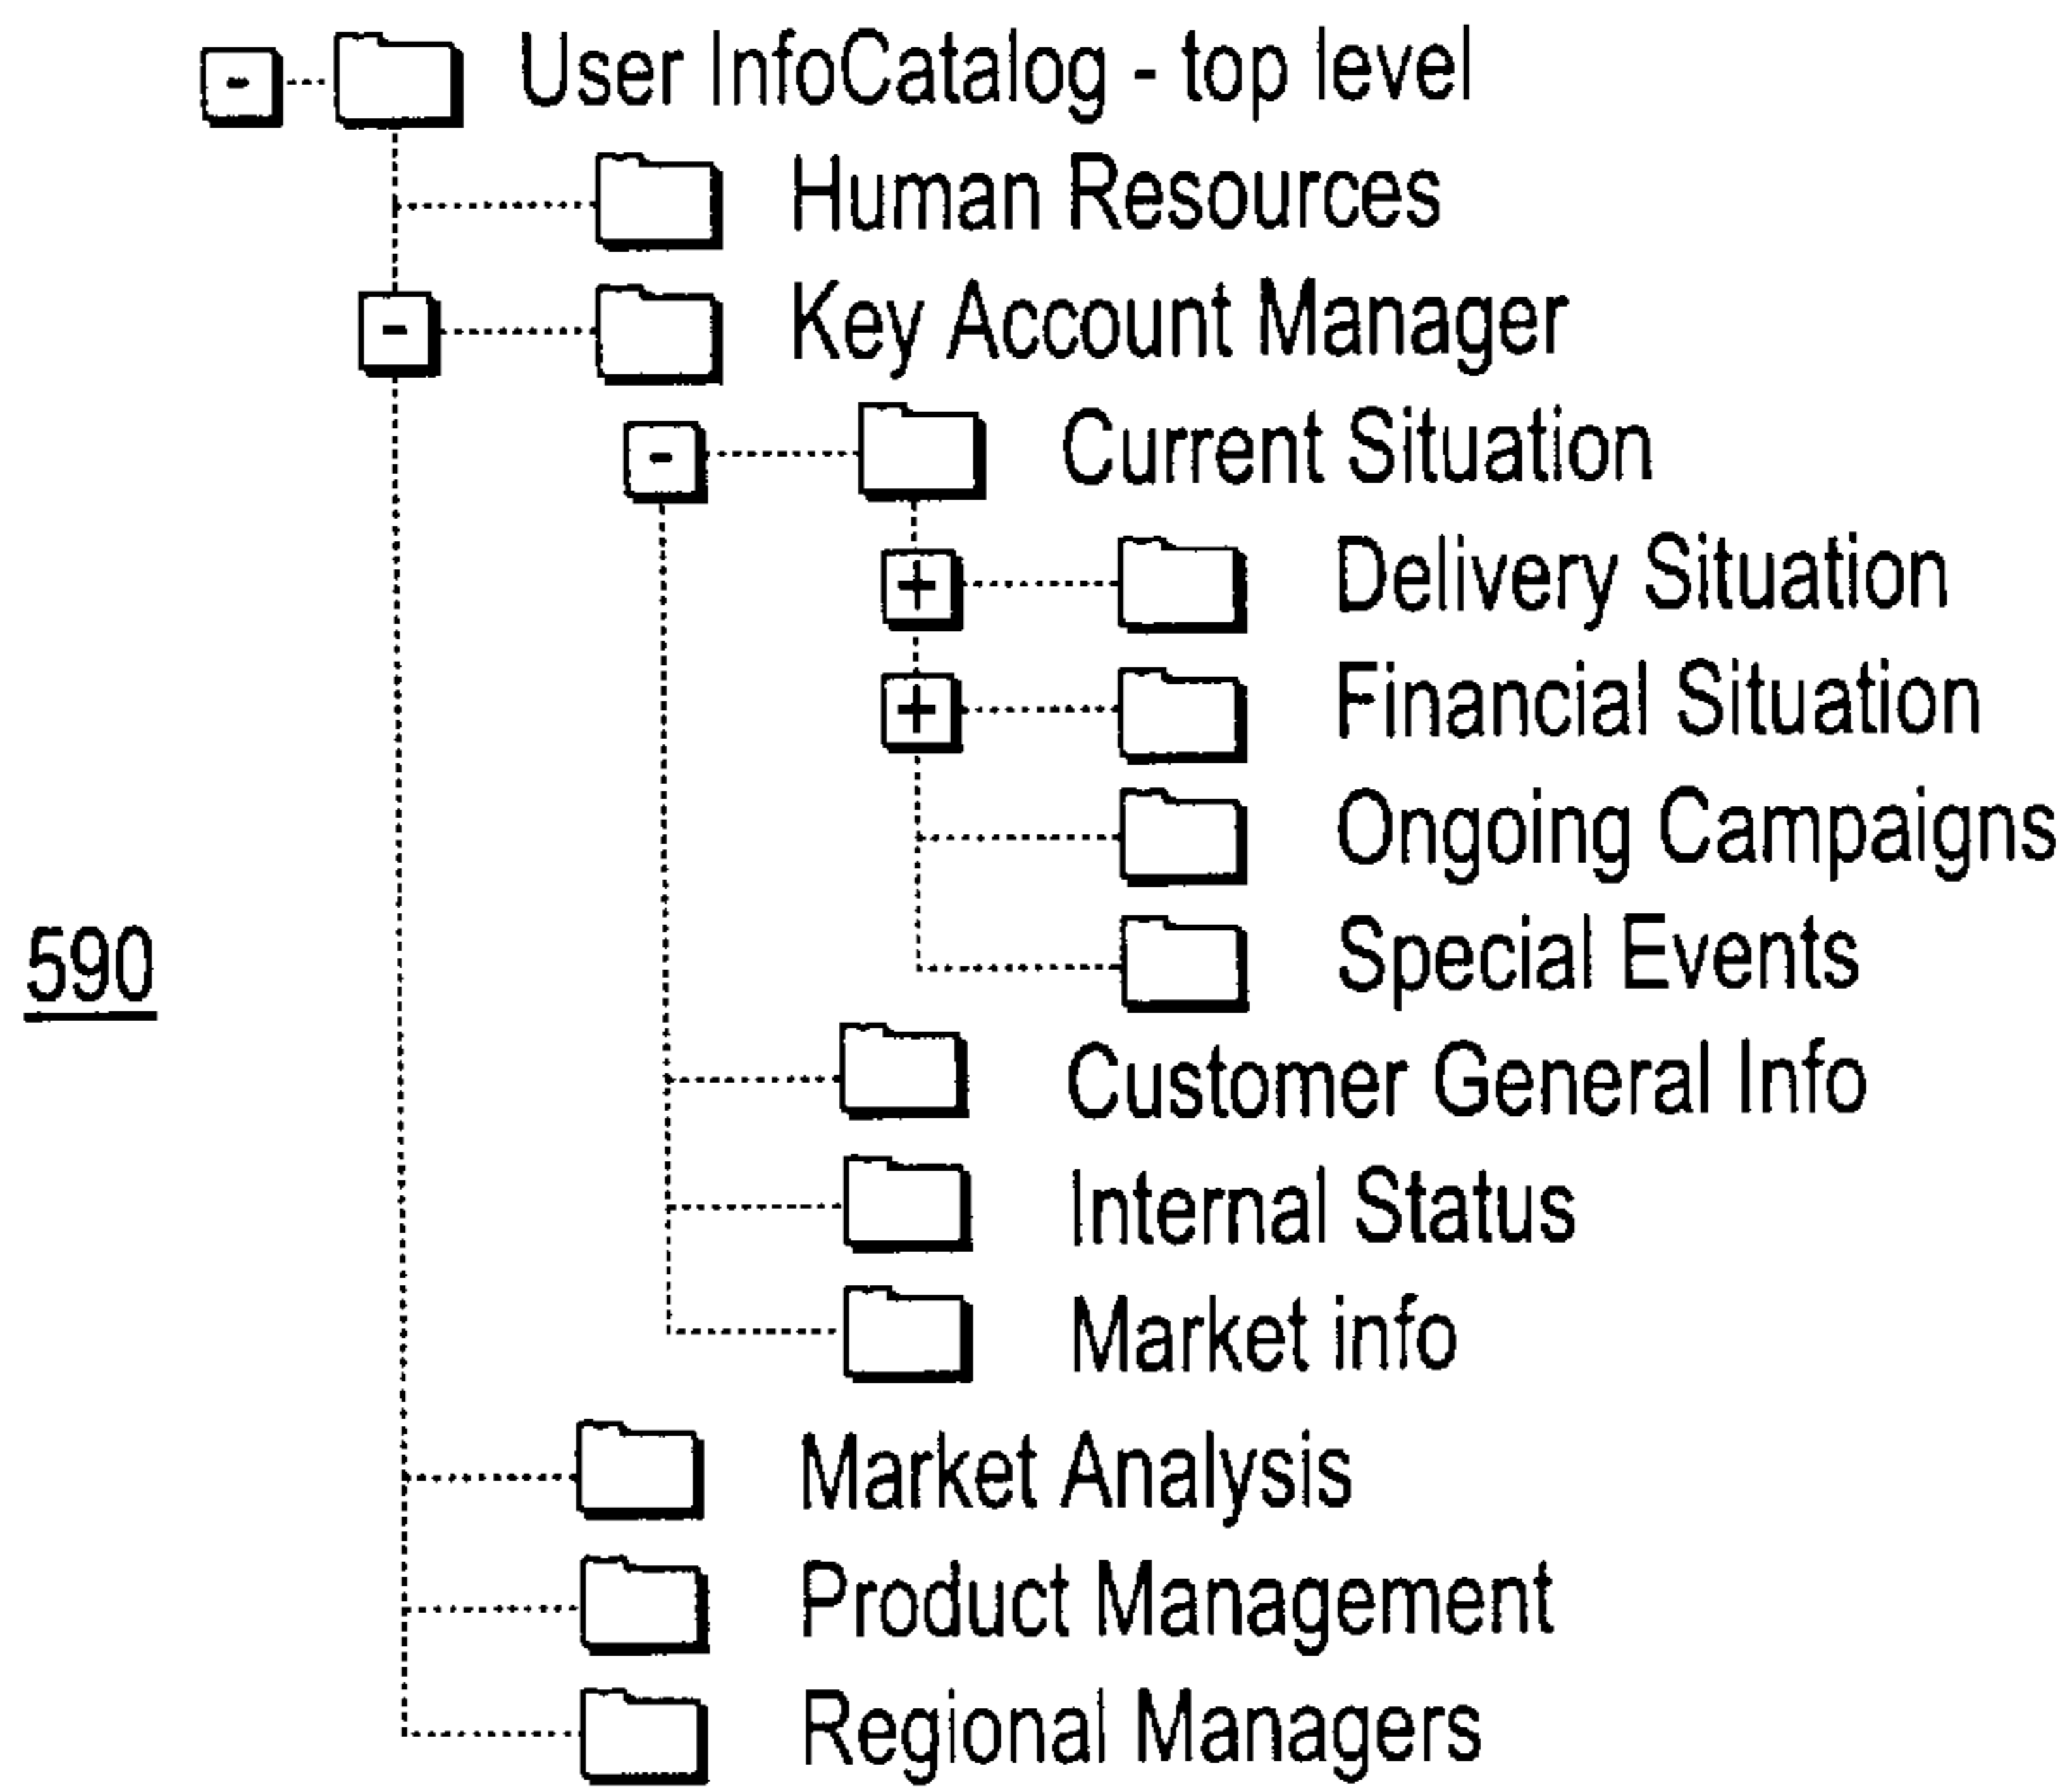 User InfoCatalog - top level
Human Resources
Key Account Manager
Current Situation
Delivery Situation
Financial Situation
Ongoing Campaigns
Special Events
590
Customer General Info
Internal Status
Market info
Market Analysis
Product Management
Regional Managers